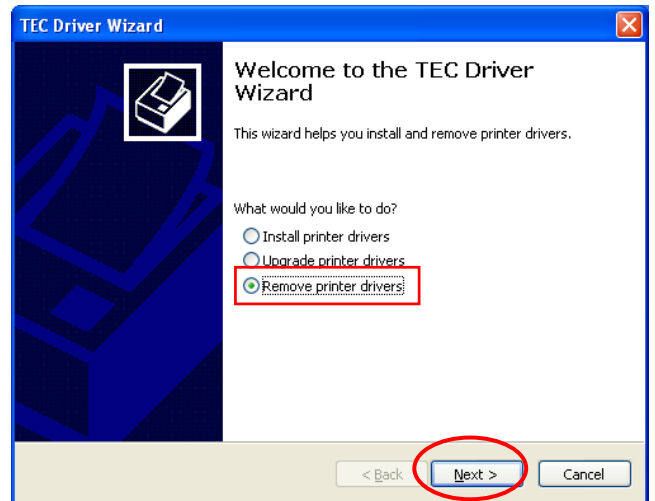 TEC Driver Wizard
Welcome to the TEC Driver
Wizard
This wizard helps you install and remove printer drivers.
What would you like to do?
Install printer drivers
Upgrade printer drivers
Remove printer drivers
< Back Next > Cancel